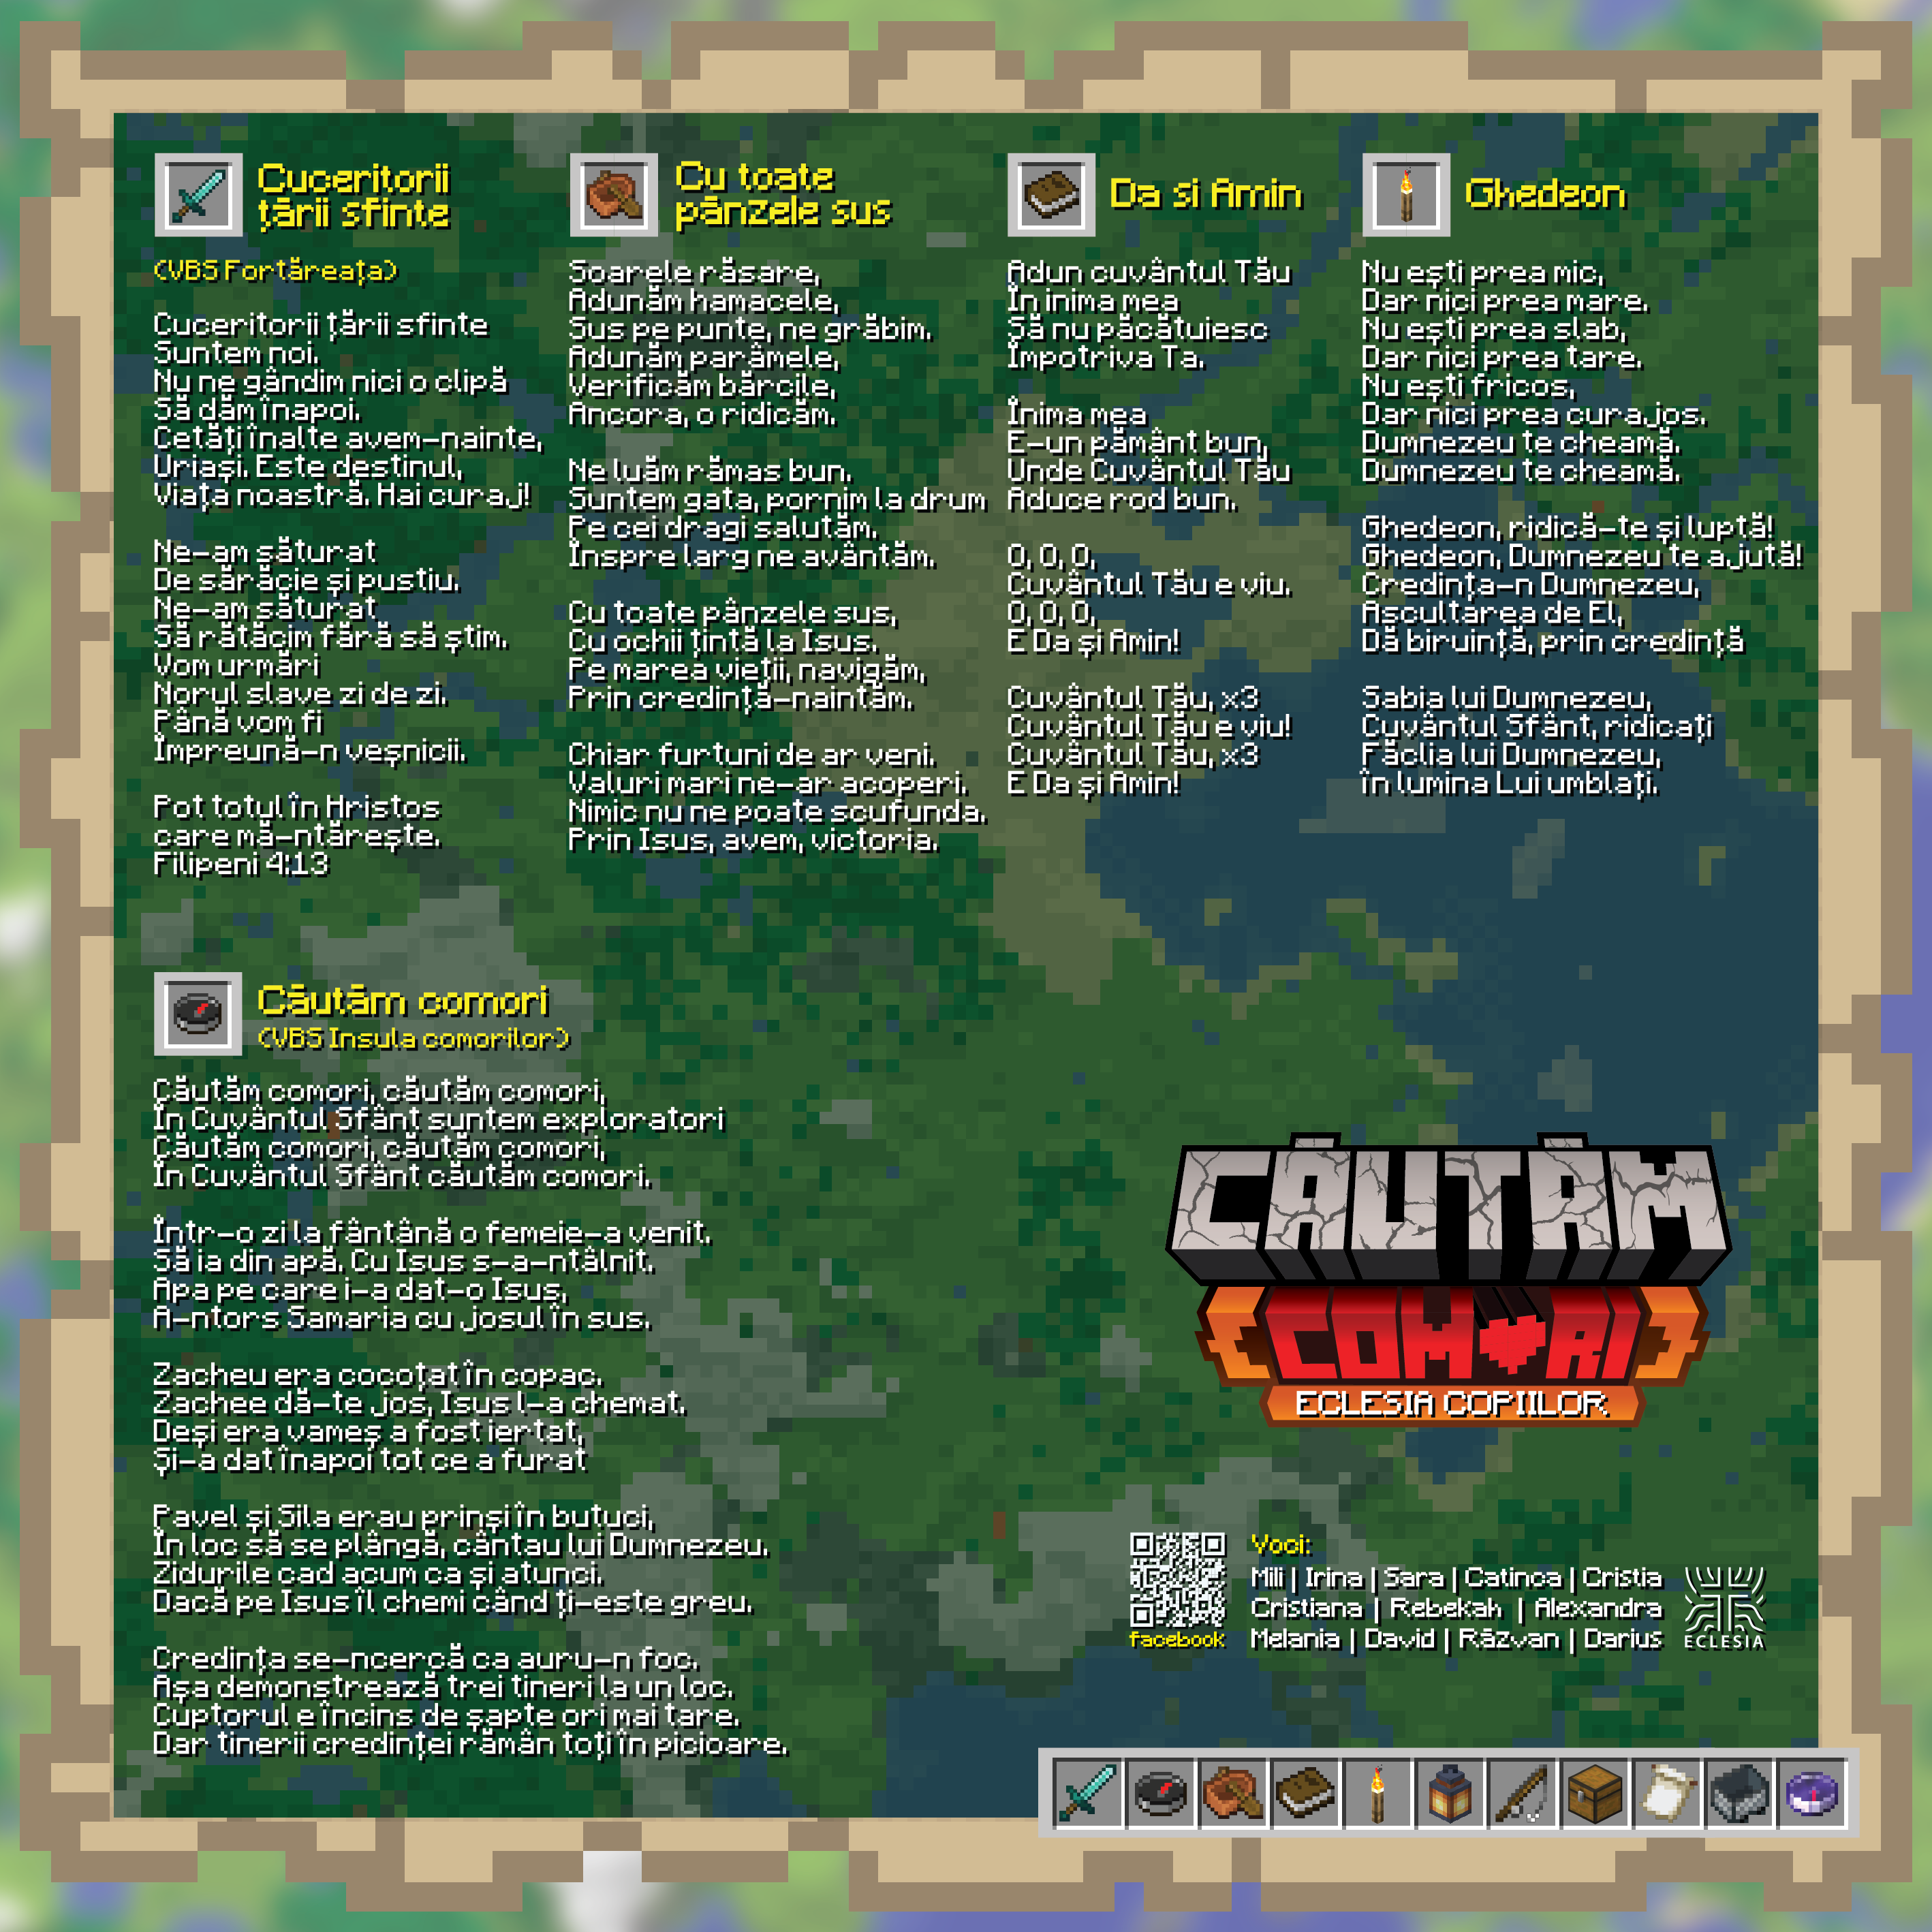 Cuceritorii
țării sfinte
(VBS Fortăreața)
Cuceritorii țării sfinte
Suntem noi.
Nu ne gândim nici o clipă
Să dăm înapoi.
Cetăți înalte avem-nainte,
Uriași. Este destinul,
Viața noastră. Hai curaj!
Ne-am săturat
De sărăcie și pustiu.
Ne-am săturat
Să rătăcim fără să știm.
Vom urmări
Norul slave zi de zi.
Până vom fi
Împreună-n veșnicii.
Pot totul în Hristos
care mă-ntărește.
Filipeni 4:13
Cu toate
pânzele sus
Soarele răsare,
Adunăm hamacele,
Sus pe punte, ne grăbim.
Adunăm parâmele,
Verificăm bărcile,
Ancora, o ridicăm.
Ne luăm rămas bun.
Suntem gata, pornim la drum
Pe cei dragi salutăm.
Înspre larg ne avântăm.
Cu toate pânzele sus,
Cu ochii țintă la Isus.
Pe marea vieții, navigăm,
Prin credință-naintăm.
Chiar furtuni de ar veni.
Valuri mari ne-ar acoperi.
Nimic nu ne poate scufunda.
Prin Isus, avem, victoria.
Da si Amin
Adun cuvântul Tău
În inima mea
Să nu păcătuiesc
Împotriva Ta.
Înima mea
E-un pământ bun,
Unde Cuvântul Tău
Aduce rod bun.
O, O, O,
Cuvântul Tău e viu.
O, O, O,
E Da și Amin!
Cuvântul Tău, x3
Cuvântul Tău e viu!
Cuvântul Tău, x3
E Da și Amin!
Ghedeon
Nu ești prea mic,
Dar nici prea mare.
Nu ești prea slab,
Dar nici prea tare.
Nu ești fricos,
Dar nici prea curajos.
Dumnezeu te cheamă.
Dumnezeu te cheamă.
Ghedeon, ridică-te și luptă!
Ghedeon, Dumnezeu te ajută!
Credința-n Dumnezeu,
Ascultarea de El,
Dă biruință, prin credință
Sabia lui Dumnezeu,
Cuvântul Sfânt, ridicați
Făclia lui Dumnezeu,
în lumina Lui umblați.
Căutăm comori
(VBS Insula comorilor)
Căutăm comori, căutăm comori,
În Cuvântul Sfânt suntem exploratori
Căutăm comori, căutăm comori,
În Cuvântul Sfânt căutăm comori.
Într-o zi la fântână o femeie-a venit.
Să ia din apă. Cu Isus s-a-ntâlnit.
Apa pe care i-a dat-o Isus,
A-ntors Samaria cu josul în sus.
Zacheu era cocoțat în copac.
Zachee dă-te jos, Isus l-a chemat.
Deși era vameș a fost iertat,
Și-a dat înapoi tot ce a furat
Pavel și Sila erau prinși în butuci,
În loc să se plângă, cântau lui Dumnezeu.
Zidurile cad acum ca și atunci.
Dacă pe Isus îl chemi când ți-este greu.
Credința se-ncercă ca auru-n foc.
Așa demonstrează trei tineri la un loc.
Cuptorul e încins de șapte ori mai tare.
Dar tinerii credinței rămân toți în picioare.
CĂUTĂM
COMORI
ECLESIA COPIILOR
facebook
Voci:
Mili | Irina | Sara | Catinca | Cristia
Cristiana | Rebekah | Alexandra
Melania | David | Răzvan | Darius
ECLESIA